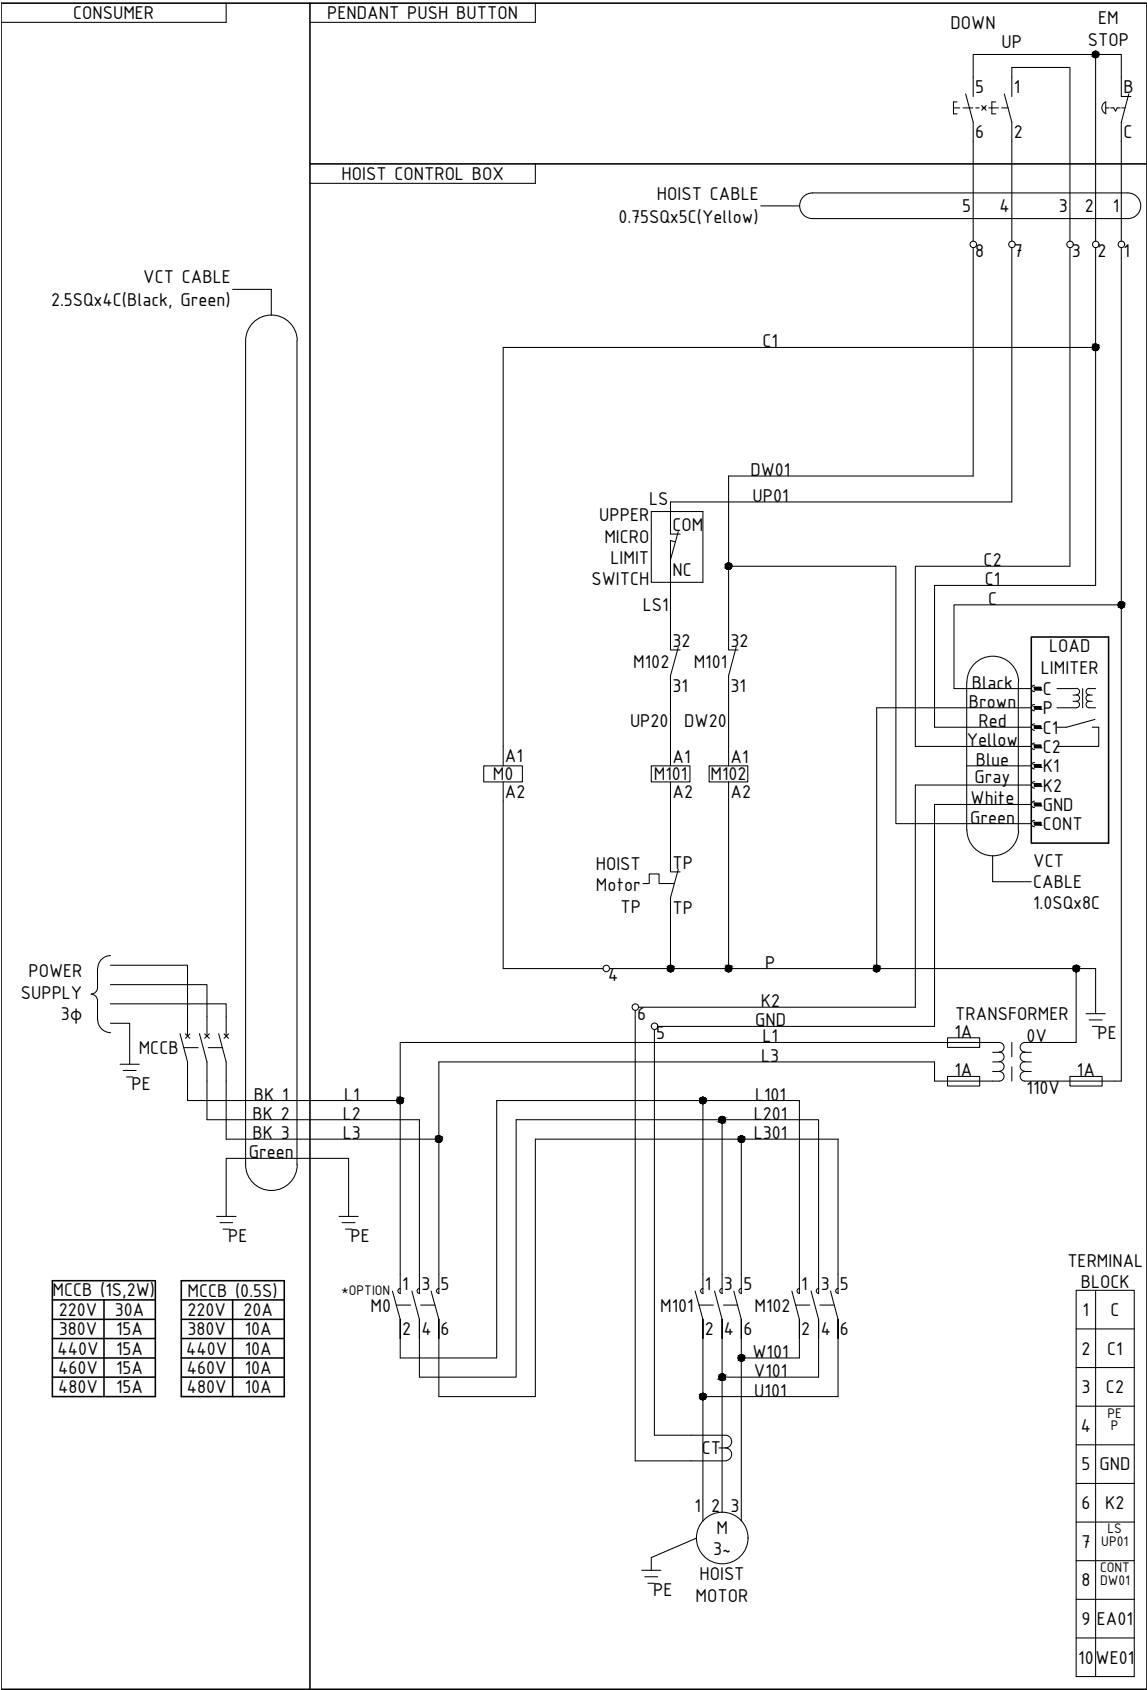 CONSUMER
PENDANT PUSH BUTTON
DOWN
UP
EM
STOP
5
1
B
6
2
C
HOIST CONTROL BOX
HOIST CABLE
0.75SQx5C(Yellow)
5 4 3 2 1
8 7 3 2 1
VCT CABLE
2.5SQx4C(Black, Green)
C1
DW01
UP01
LS
UPPER
MICRO
LIMIT
SWITCH
COM
NC
LS1
C2
C1
C
32
M102
31
32
M101
31
UP20
DW20
LOAD
LIMITER
Black C
Brown P
Red C1
Yellow C2
Blue K1
Gray K2
White GND
Green CONT
VCT
CABLE
1.0SQx8C
A1
M0
A2
A1
M101
A2
A1
M102
A2
HOIST
Motor
TP
TP
TP
P
4
K2
6
GND
5
L1
L3
TRANSFORMER
1A
1A
0V
110V
1A
PE
POWER
SUPPLY
3ϕ
MCCB
PE
BK 1 L1
BK 2 L2
BK 3 L3
Green
PE
PE
L101
L201
L301
MCCB (1S,2W)
220V 30A
380V 15A
440V 15A
460V 15A
480V 15A
MCCB (0.5S)
220V 20A
380V 10A
440V 10A
460V 10A
480V 10A
*OPTION
M0
1 3 5
2 4 6
M101
1 3 5
2 4 6
M102
1 3 5
2 4 6
W101
V101
U101
CT
1 2 3
M
3~
HOIST
MOTOR
PE
TERMINAL
BLOCK
1 C
2 C1
3 C2
4 PE
P
5 GND
6 K2
7 LS
UP01
8 CONT
DW01
9 EA01
10 WE01